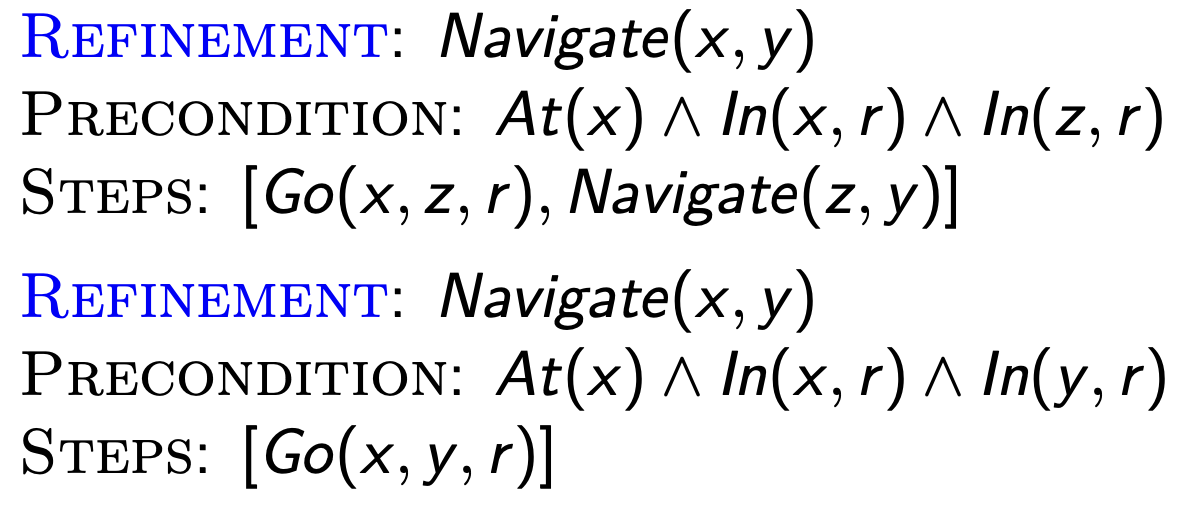 REFINEMENT: Navigate(x, y)
PRECONDITION: At(x) ∧ In(x, r) ∧ In(z, r)
STEPS: [Go(x, z, r), Navigate(z, y)]
REFINEMENT: Navigate(x, y)
PRECONDITION: At(x) ∧ In(x, r) ∧ In(y, r)
STEPS: [Go(x, y, r)]